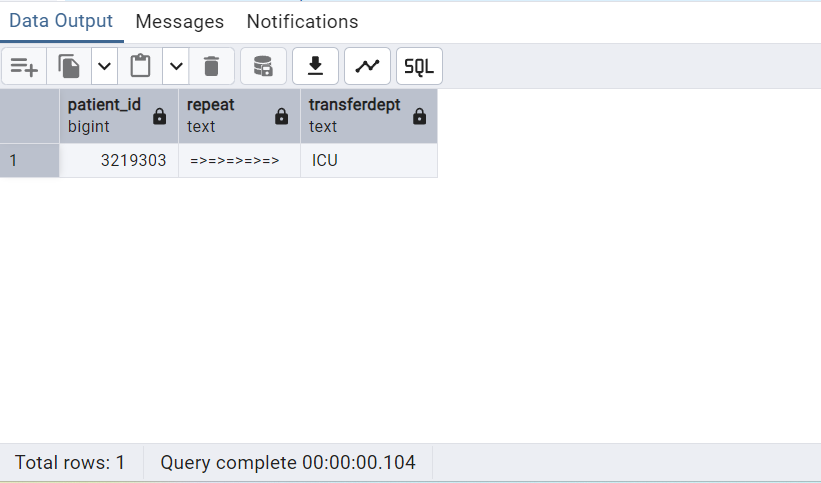 Data Output Messages Notifications
SQL
patient_id repeat transferdept
bigint text text
1 3219303 =>=>=>=>=> ICU
Total rows: 1 Query complete 00:00:00.104